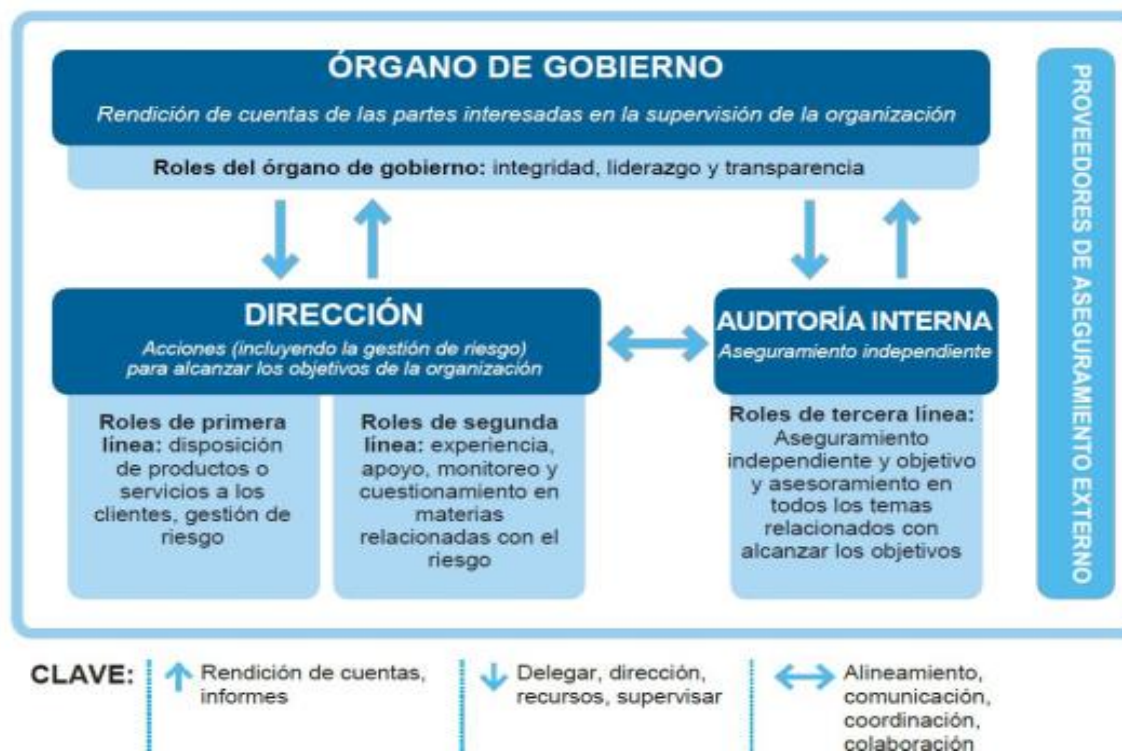 ÓRGANO DE GOBIERNO
Rendición de cuentas de las partes interesadas en la supervisión de la organización
Roles del órgano de gobierno: integridad, liderazgo y transparencia
DIRECCIÓN
Acciones (incluyendo la gestión de riesgo)
para alcanzar los objetivos de la organización
Roles de primera
línea: disposición
de productos o
servicios a los
clientes, gestión de
riesgo
Roles de segunda
línea: experiencia,
apoyo, monitoreo y
cuestionamiento en
materias
relacionadas con el
riesgo
AUDITORÍA INTERNA
Aseguramiento independiente
Roles de tercera línea:
Aseguramiento
independiente y objetivo
y asesoramiento en
todos los temas
relacionados con
alcanzar los objetivos
PROVEEDORES DE ASEGURAMIENTO EXTERNO
CLAVE:
Rendición de cuentas,
informes
Delegar, dirección,
recursos, supervisar
Alineamiento,
comunicación,
coordinación,
colaboración